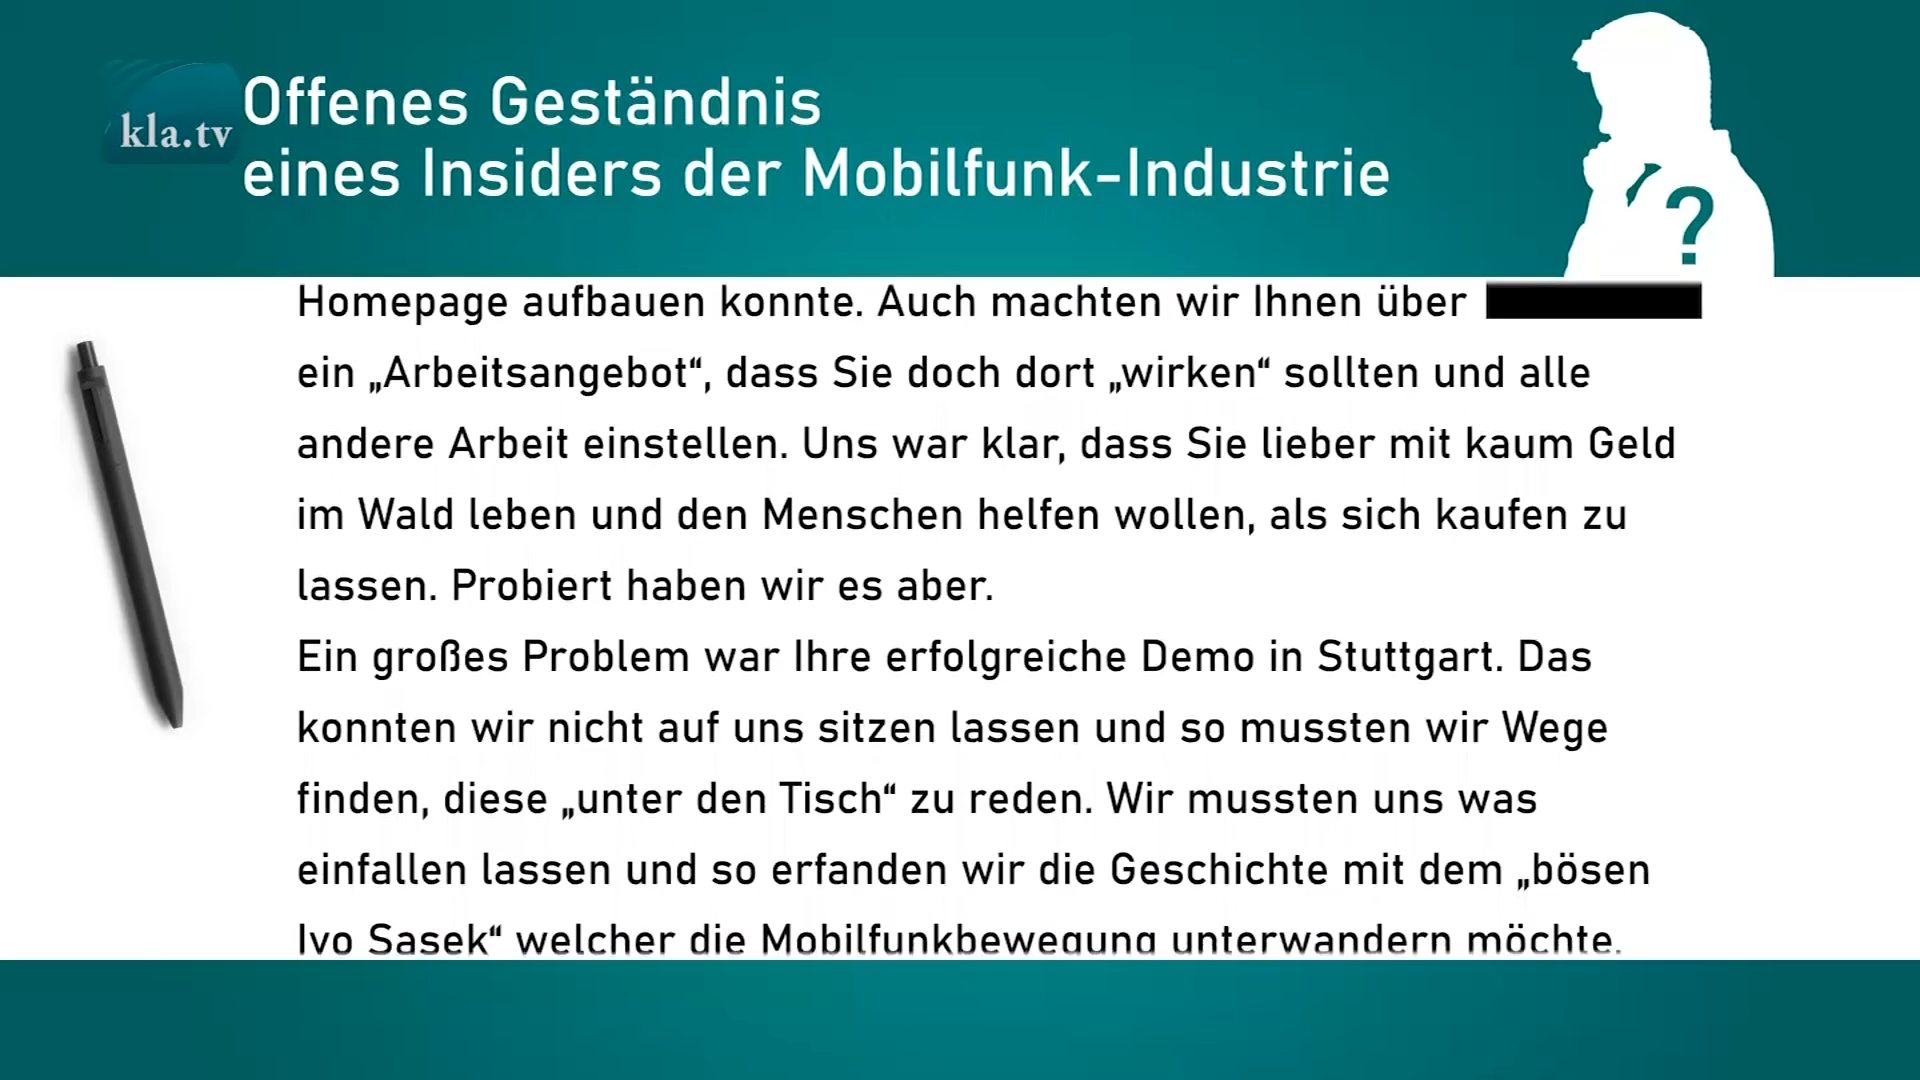 kla.tv
Offenes Geständnis
eines Insiders der Mobilfunk-Industrie
?
Homepage aufbauen konnte. Auch machten wir Ihnen über
ein „Arbeitsangebot“, dass Sie doch dort „wirken“ sollten und alle
andere Arbeit einstellen. Uns war klar, dass Sie lieber mit kaum Geld
im Wald leben und den Menschen helfen wollen, als sich kaufen zu
lassen. Probiert haben wir es aber.
Ein großes Problem war Ihre erfolgreiche Demo in Stuttgart. Das
konnten wir nicht auf uns sitzen lassen und so mussten wir Wege
finden, diese „unter den Tisch“ zu reden. Wir mussten uns was
einfallen lassen und so erfanden wir die Geschichte mit dem „bösen
Ivo Sasek“ welcher die Mobilfunkbewegung unterwandern möchte.